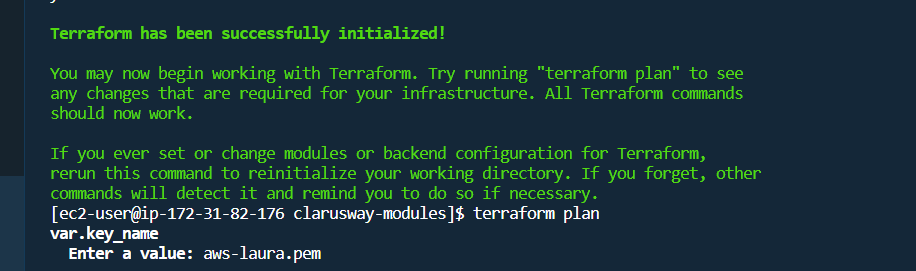 Terraform has been successfully initialized!
You may now begin working with Terraform. Try running "terraform plan" to see
any changes that are required for your infrastructure. All Terraform commands
should now work.
If you ever set or change modules or backend configuration for Terraform,
rerun this command to reinitialize your working directory. If you forget, other
commands will detect it and remind you to do so if necessary.
[ec2-user@ip-172-31-82-176 clarusway-modules]$ terraform plan
var.key_name
Enter a value: aws-laura.pem